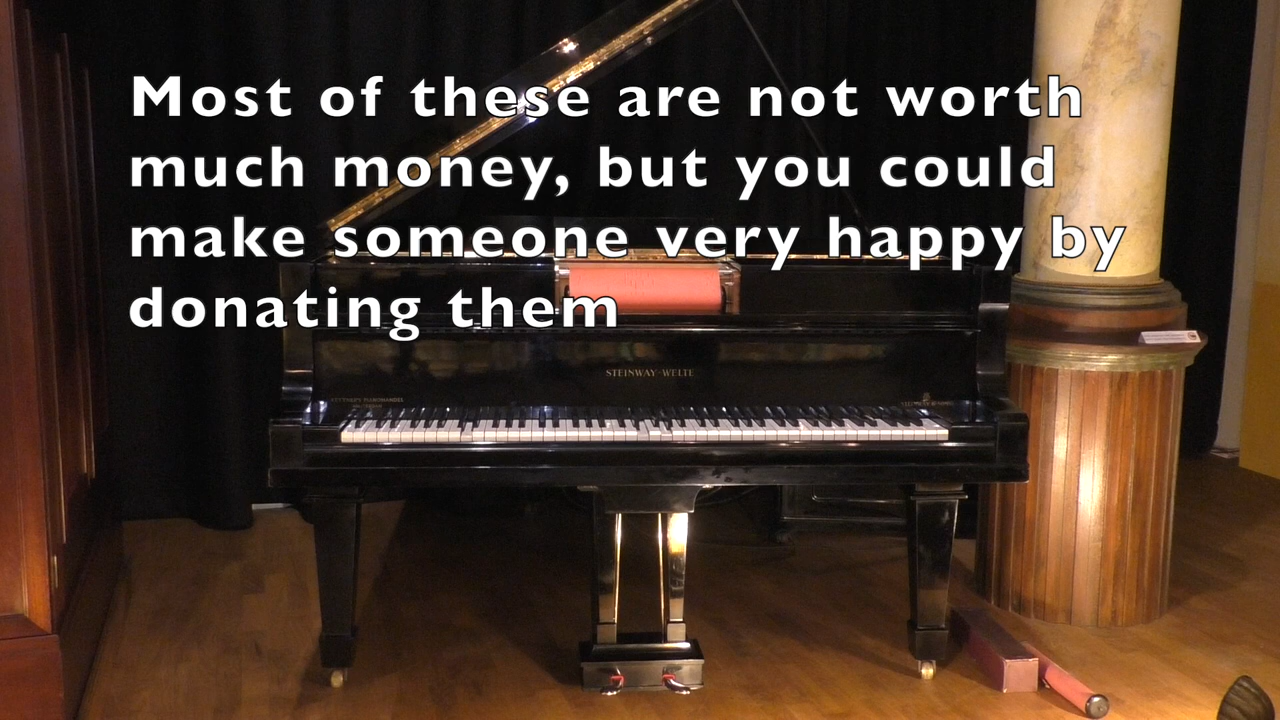 Most of these are not worth
much money, but you could
make someone very happy by
donating them
STEINWAY-WELTE